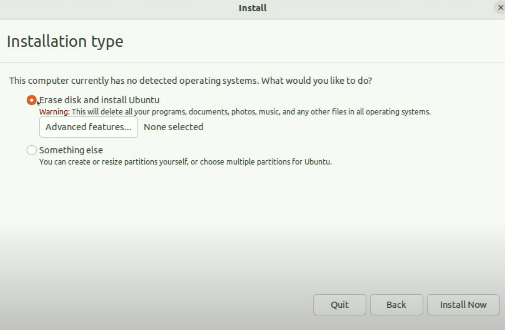 Install
Installation type
This computer currently has no detected operating systems. What would you like to do?
Erase disk and install Ubuntu
Warning: This will delete all your programs, documents, photos, music, and any other files in all operating systems.
Advanced features... None selected
Something else
You can create or resize partitions yourself, or choose multiple partitions for Ubuntu.
Quit Back Install Now